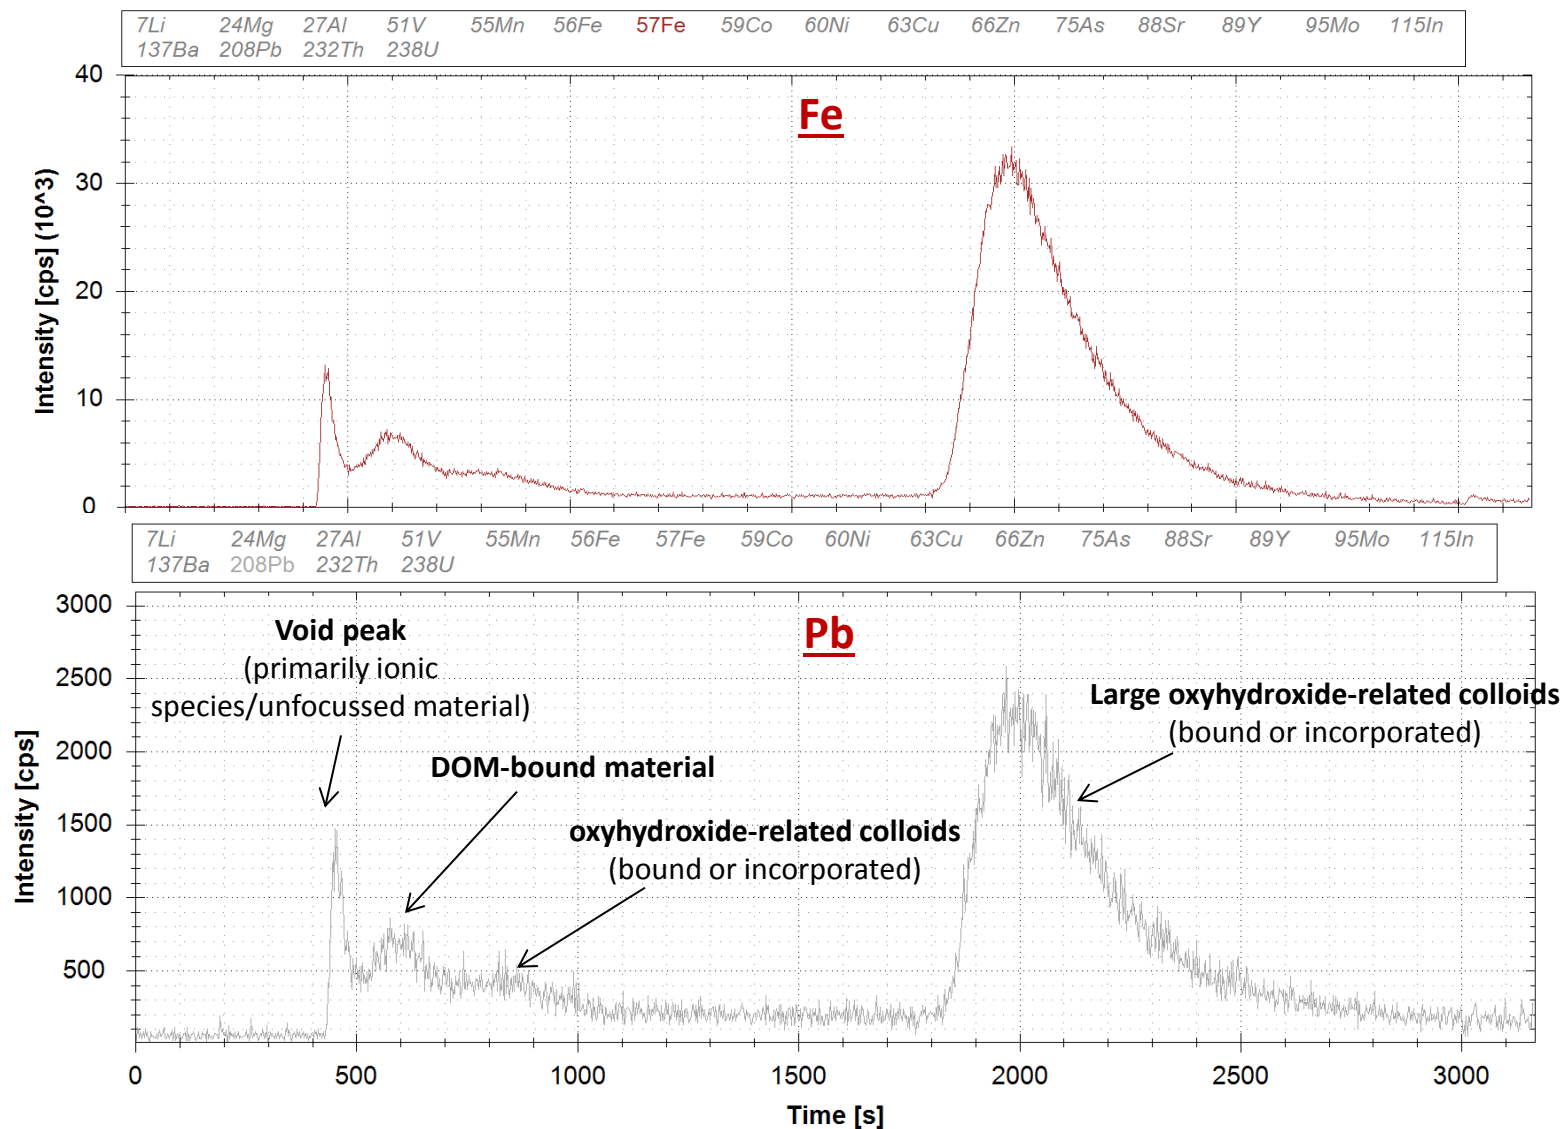 7Li 24Mg 27Al 51V 55Mn 56Fe 57Fe 59Co 60Ni 63Cu 66Zn 75As 88Sr 89Y 95Mo 115In
137Ba 208Pb 232Th 238U
Fe
Intensity [cps] (10^3)
40
30
20
10
0
7Li 24Mg 27Al 51V 55Mn 56Fe 57Fe 59Co 60Ni 63Cu 66Zn 75As 88Sr 89Y 95Mo 115In
137Ba 208Pb 232Th 238U
Pb
Intensity [cps]
3000
2500
2000
1500
1000
500
Void peak
(primarily ionic
species/unfocussed material)
DOM-bound material
oxyhydroxide-related colloids
(bound or incorporated)
Large oxyhydroxide-related colloids
(bound or incorporated)
0 500 1000 1500 2000 2500 3000
Time [s]